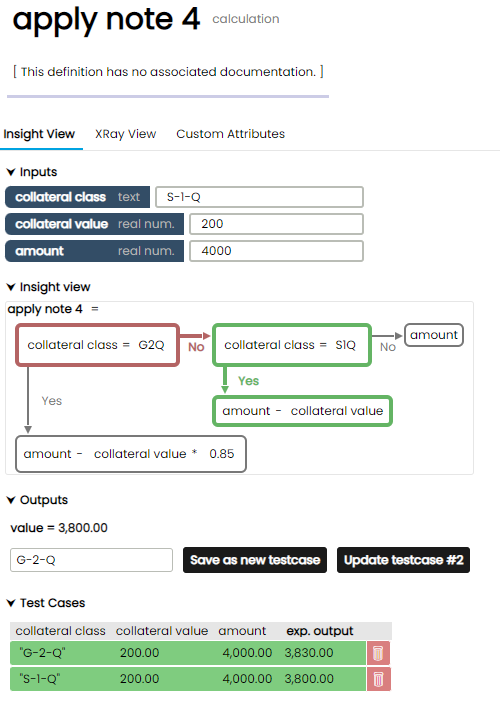 apply note 4 calculation
[ This definition has no associated documentation. ]
Insight View XRay View Custom Attributes
Inputs
collateral class text S-1-Q
collateral value real num. 200
amount real num. 4000
Insight view
apply note 4 =
collateral class = G2Q No collateral class = S1Q No amount
Yes
Yes
amount - collateral value
amount - collateral value * 0.85
Outputs
value = 3,800.00
G-2-Q Save as new testcase Update testcase #2
Test Cases
collateral class collateral value amount exp. output
"G-2-Q" 200.00 4,000.00 3,830.00
"S-1-Q" 200.00 4,000.00 3,800.00